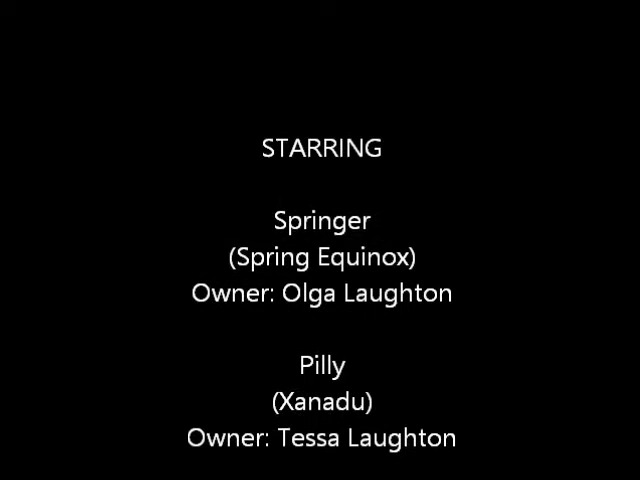 STARRING
Springer
(Spring Equinox)
Owner: Olga Laughton
Pilly
(Xanadu)
Owner: Tessa Laughton